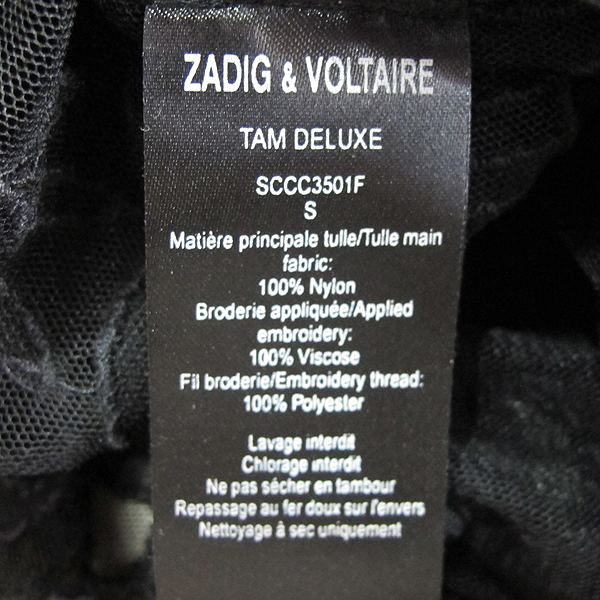 ZADIG & VOLTAIRE
TAM DELUXE
SCCC3501F
S
Matière principale tulle/Tulle main
fabric:
100% Nylon
Broderie appliquée/Applied
embroidery:
100% Viscose
Fil broderie/Embroidery thread:
100% Polyester
Lavage interdit
Chlorage interdit
Ne pas sécher en tambour
Repassage au fer doux sur l'envers
Nettoyage à sec uniquement